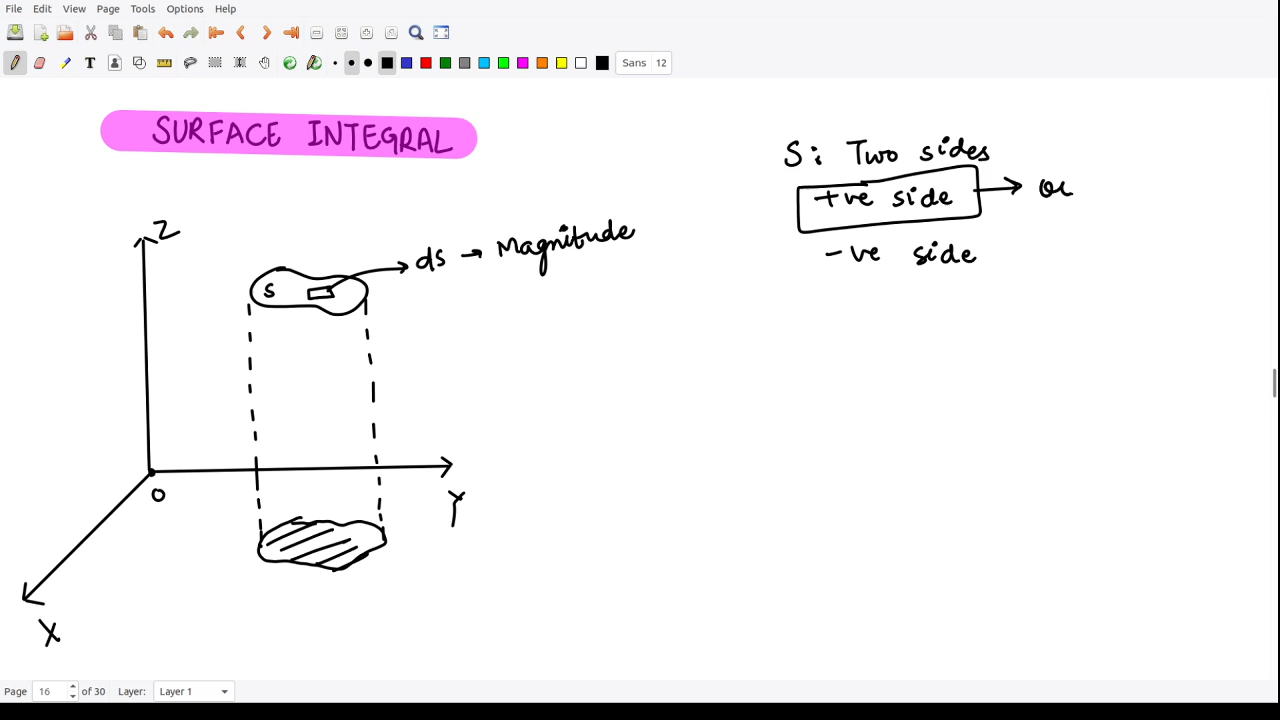 File Edit View Page Tools Options Help
Sans 12
SURFACE INTEGRAL
S: Two sides
+ve side → ou
-ve side
Z
S
ds → Magnitude
O
Y
X
Page 16 of 30 Layer: Layer 1